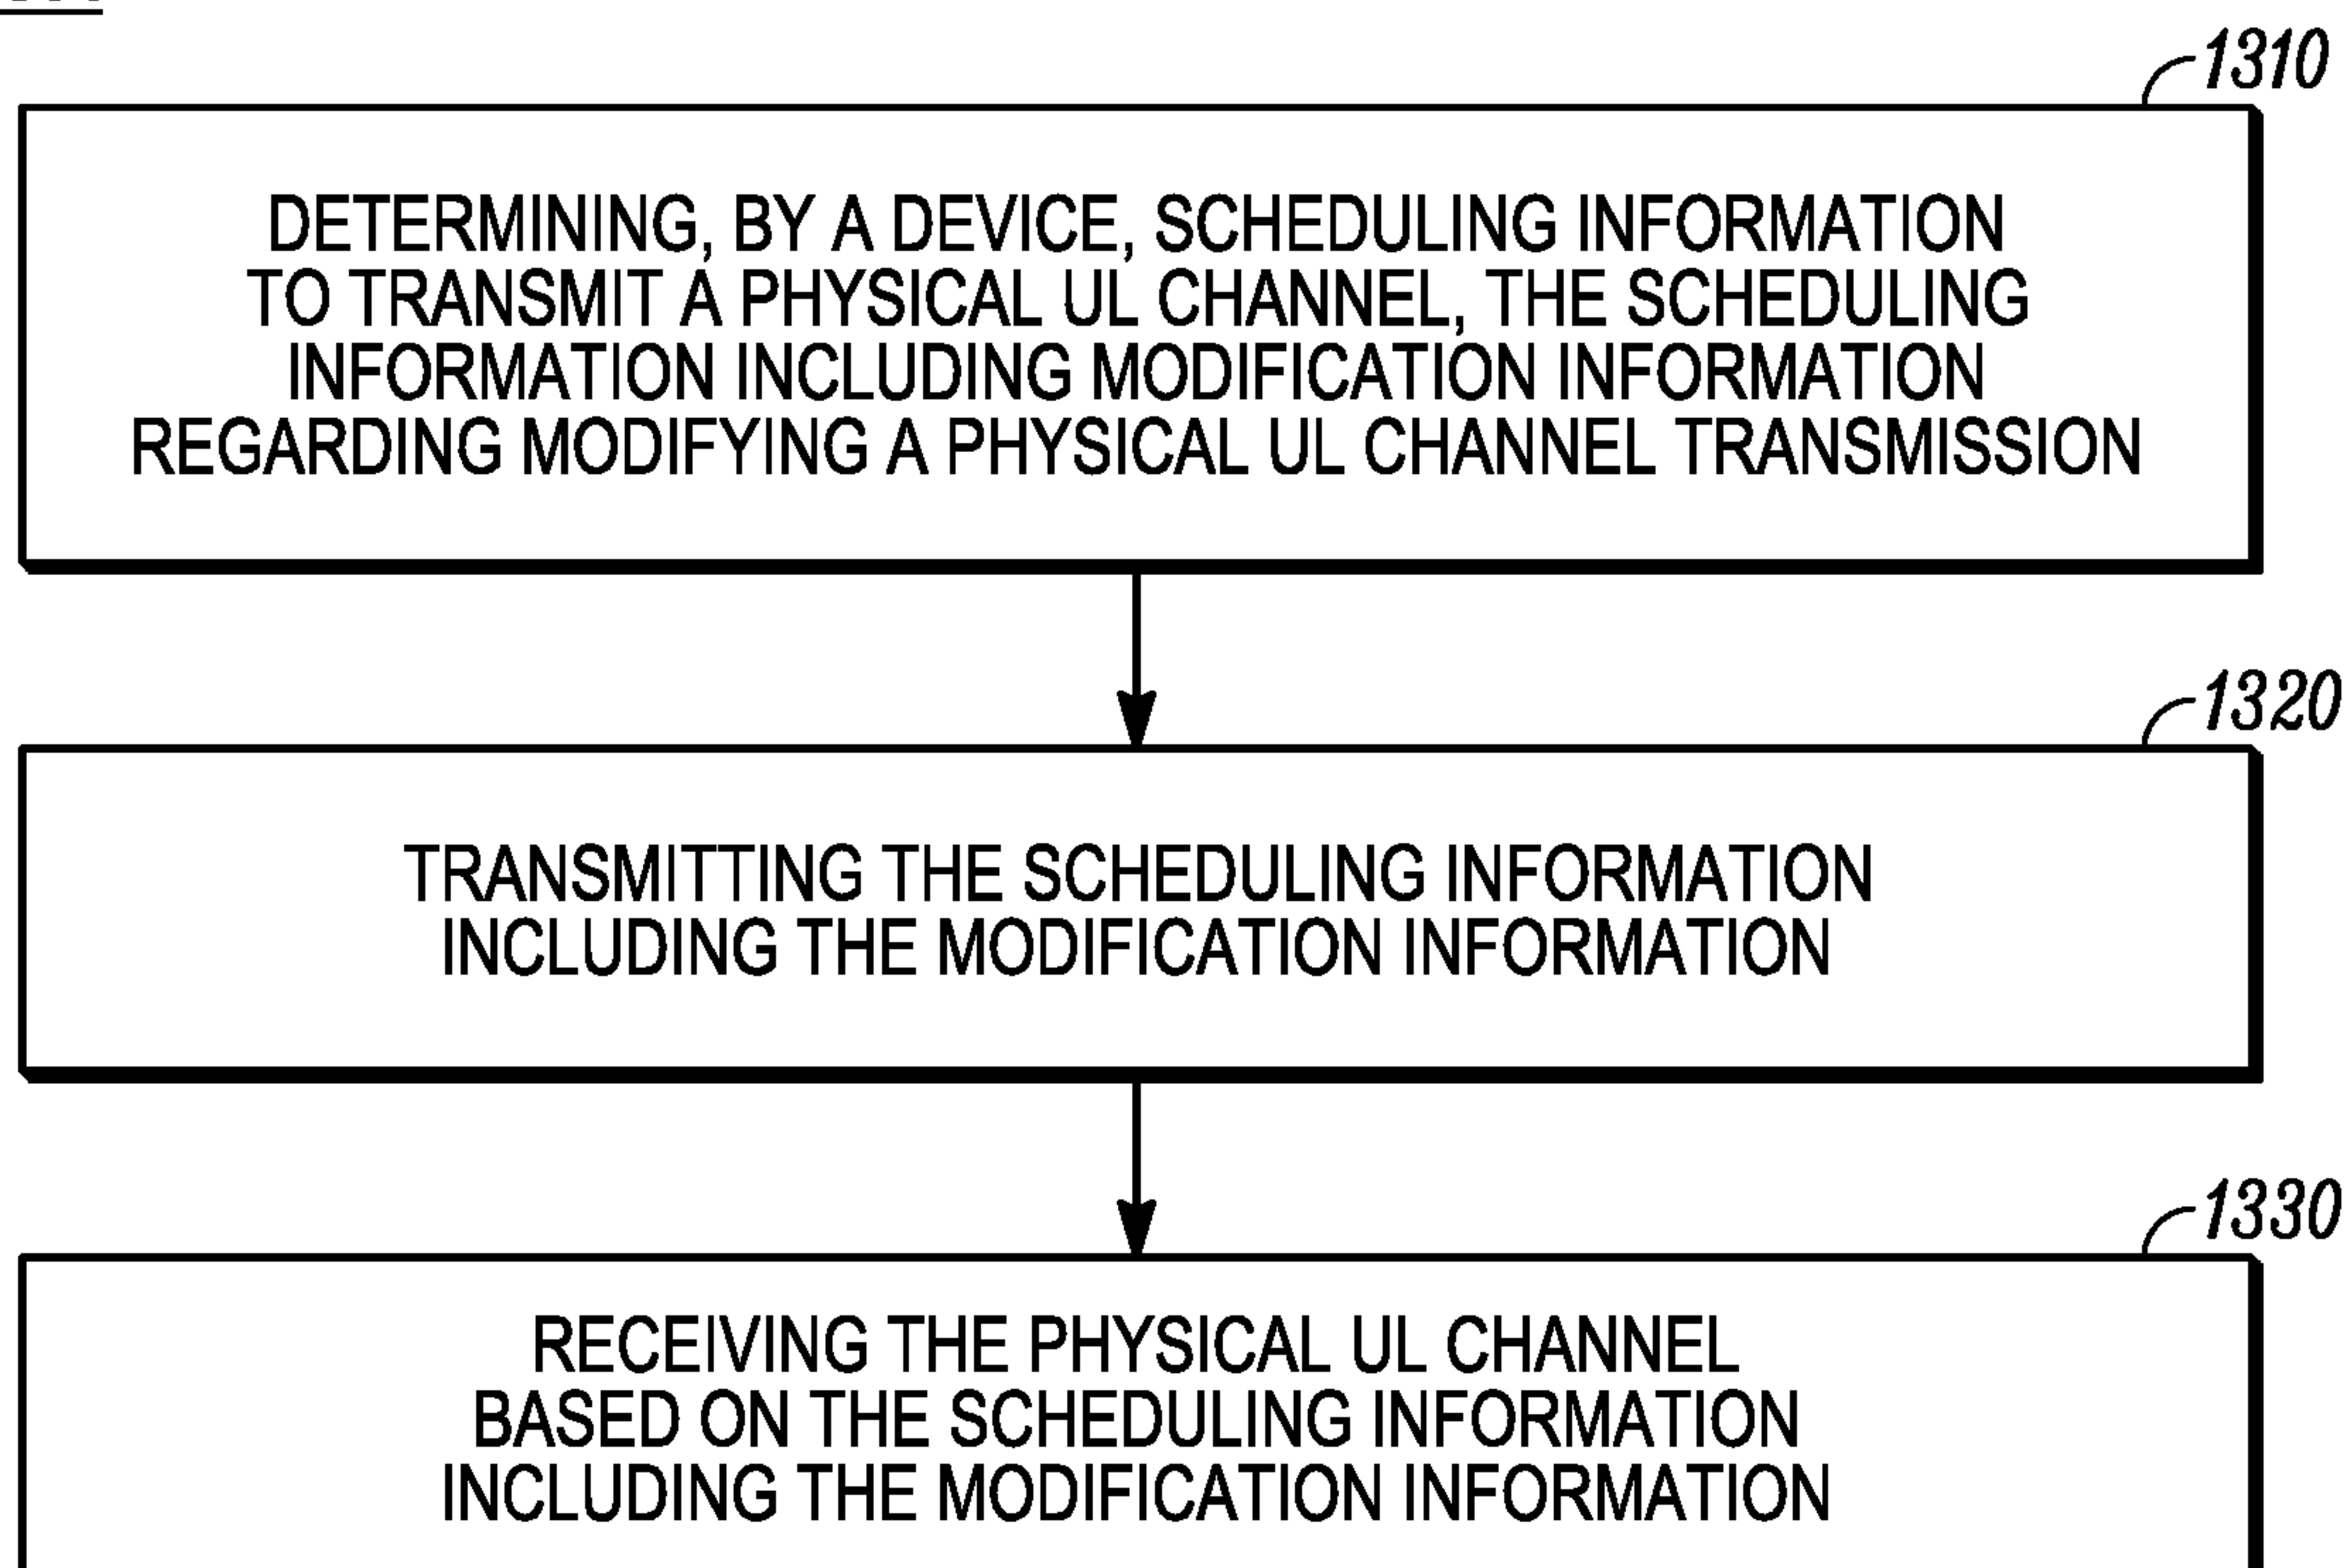 1310
DETERMINING, BY A DEVICE, SCHEDULING INFORMATION
TO TRANSMIT A PHYSICAL UL CHANNEL, THE SCHEDULING
INFORMATION INCLUDING MODIFICATION INFORMATION
REGARDING MODIFYING A PHYSICAL UL CHANNEL TRANSMISSION
1320
TRANSMITTING THE SCHEDULING INFORMATION
INCLUDING THE MODIFICATION INFORMATION
1330
RECEIVING THE PHYSICAL UL CHANNEL
BASED ON THE SCHEDULING INFORMATION
INCLUDING THE MODIFICATION INFORMATION